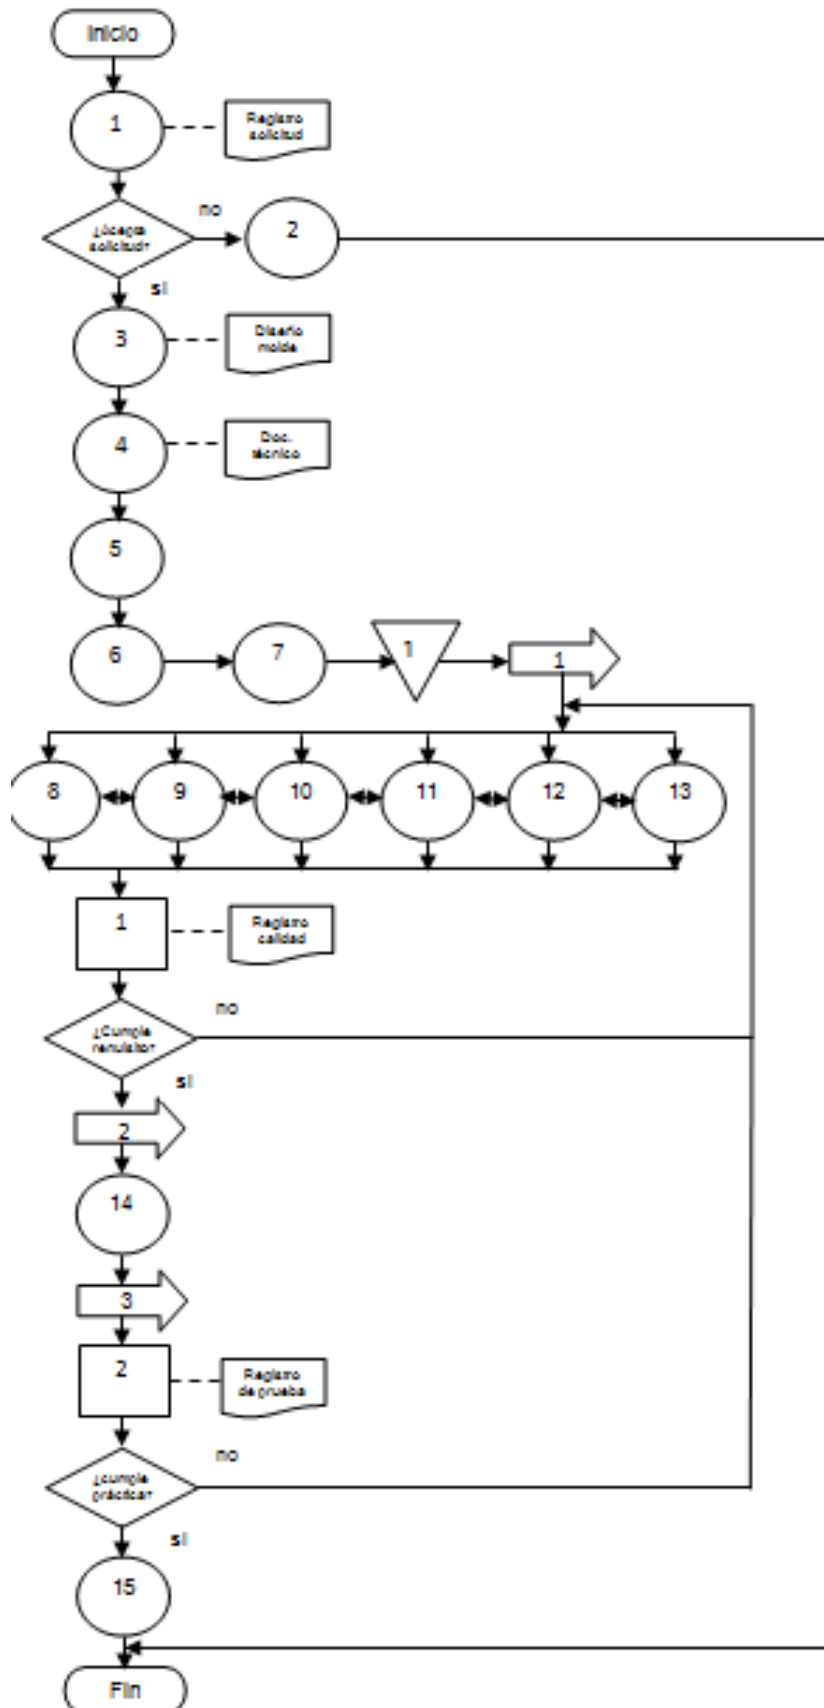 Inicio
1
Registro
solicitud
¿Acepta
solicitud?
no
2
si
3
Diseño
molde
4
Doc.
técnico
5
6
7
1
1
8
9
10
11
12
13
1
Registro
calidad
¿Cumple
no
si
2
14
3
2
Registro
de prueba
¿cumple
práctica?
no
si
15
Fin